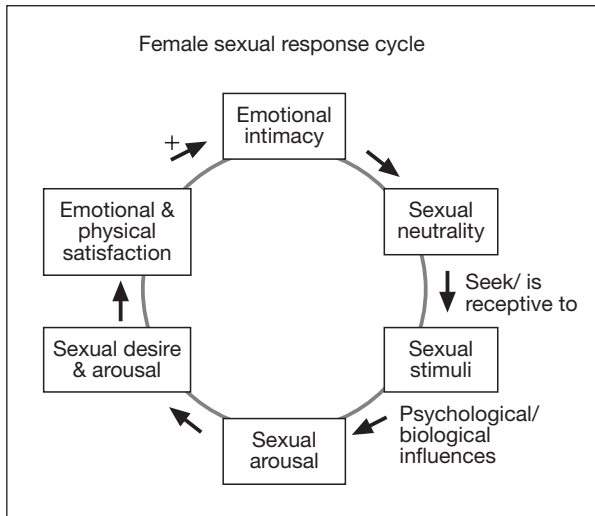 Female sexual response cycle
Emotional
intimacy
+
Sexual
neutrality
Seek/ is
receptive to
Sexual
stimuli
Psychological/
biological
influences
Sexual
arousal
Sexual desire
& arousal
Emotional &
physical
satisfaction